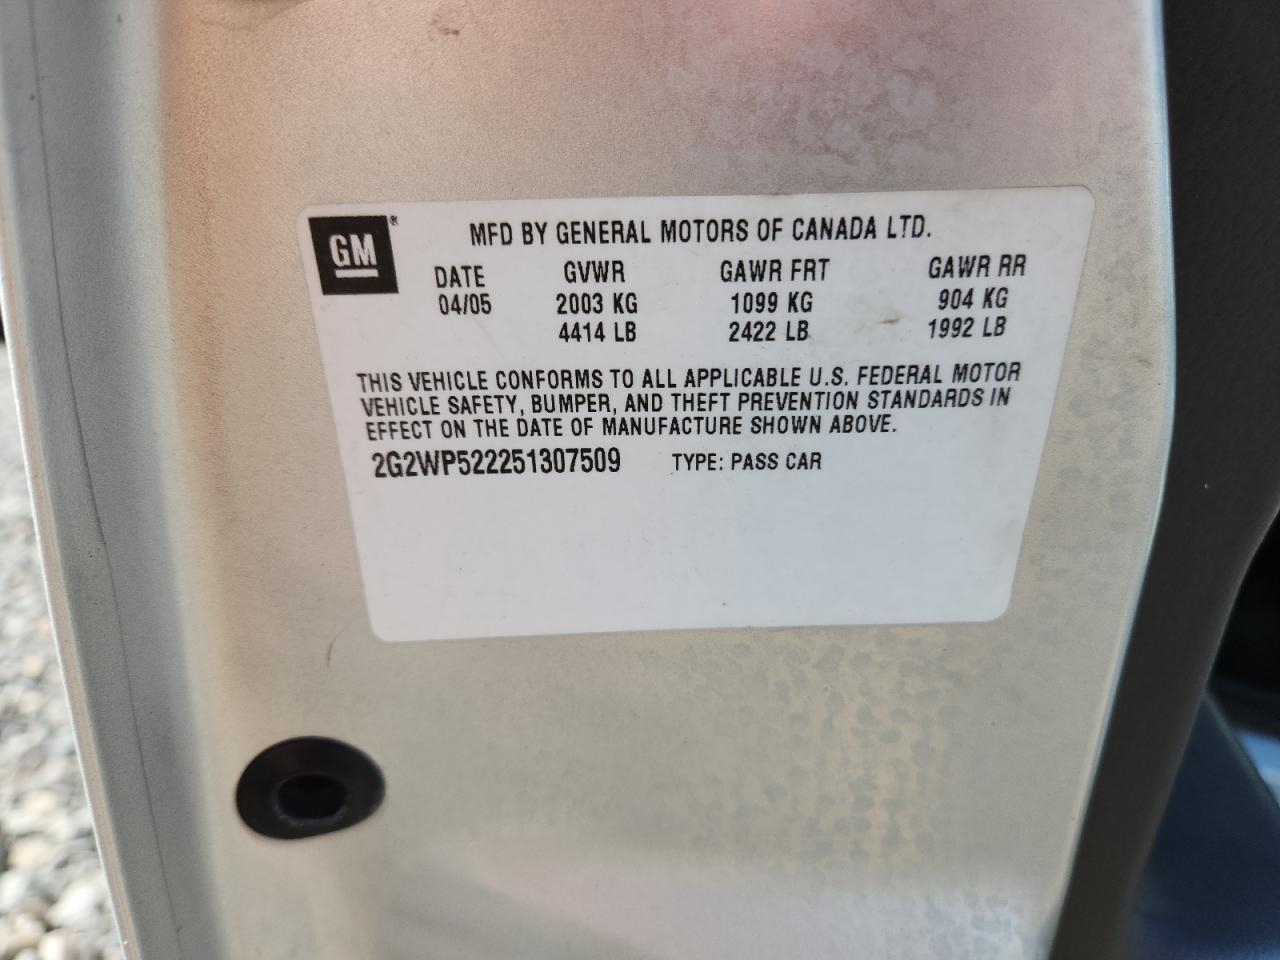 GM®
MFD BY GENERAL MOTORS OF CANADA LTD.
DATE GVWR GAWR FRT GAWR RR
04/05 2003 KG 1099 KG 904 KG
4414 LB 2422 LB 1992 LB
THIS VEHICLE CONFORMS TO ALL APPLICABLE U.S. FEDERAL MOTOR
VEHICLE SAFETY, BUMPER, AND THEFT PREVENTION STANDARDS IN
EFFECT ON THE DATE OF MANUFACTURE SHOWN ABOVE.
2G2WP522251307509 TYPE: PASS CAR